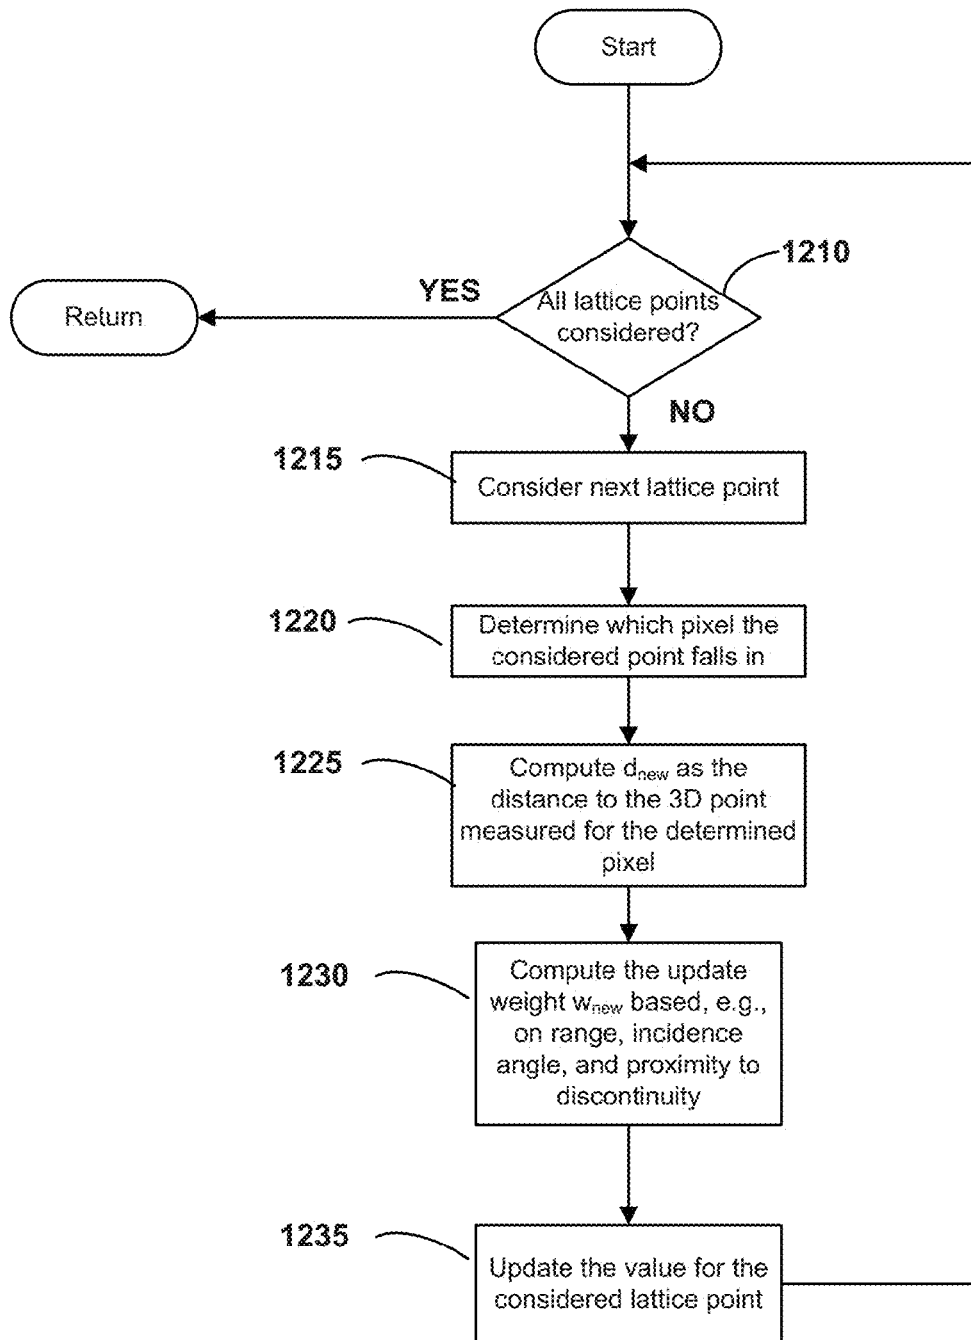 Start
1210
All lattice points
considered?
YES
Return
NO
1215
Consider next lattice point
1220
Determine which pixel the
considered point falls in
1225
Compute dnew as the
distance to the 3D point
measured for the determined
pixel
1230
Compute the update
weight wnew based, e.g.,
on range, incidence
angle, and proximity to
discontinuity
1235
Update the value for the
considered lattice point